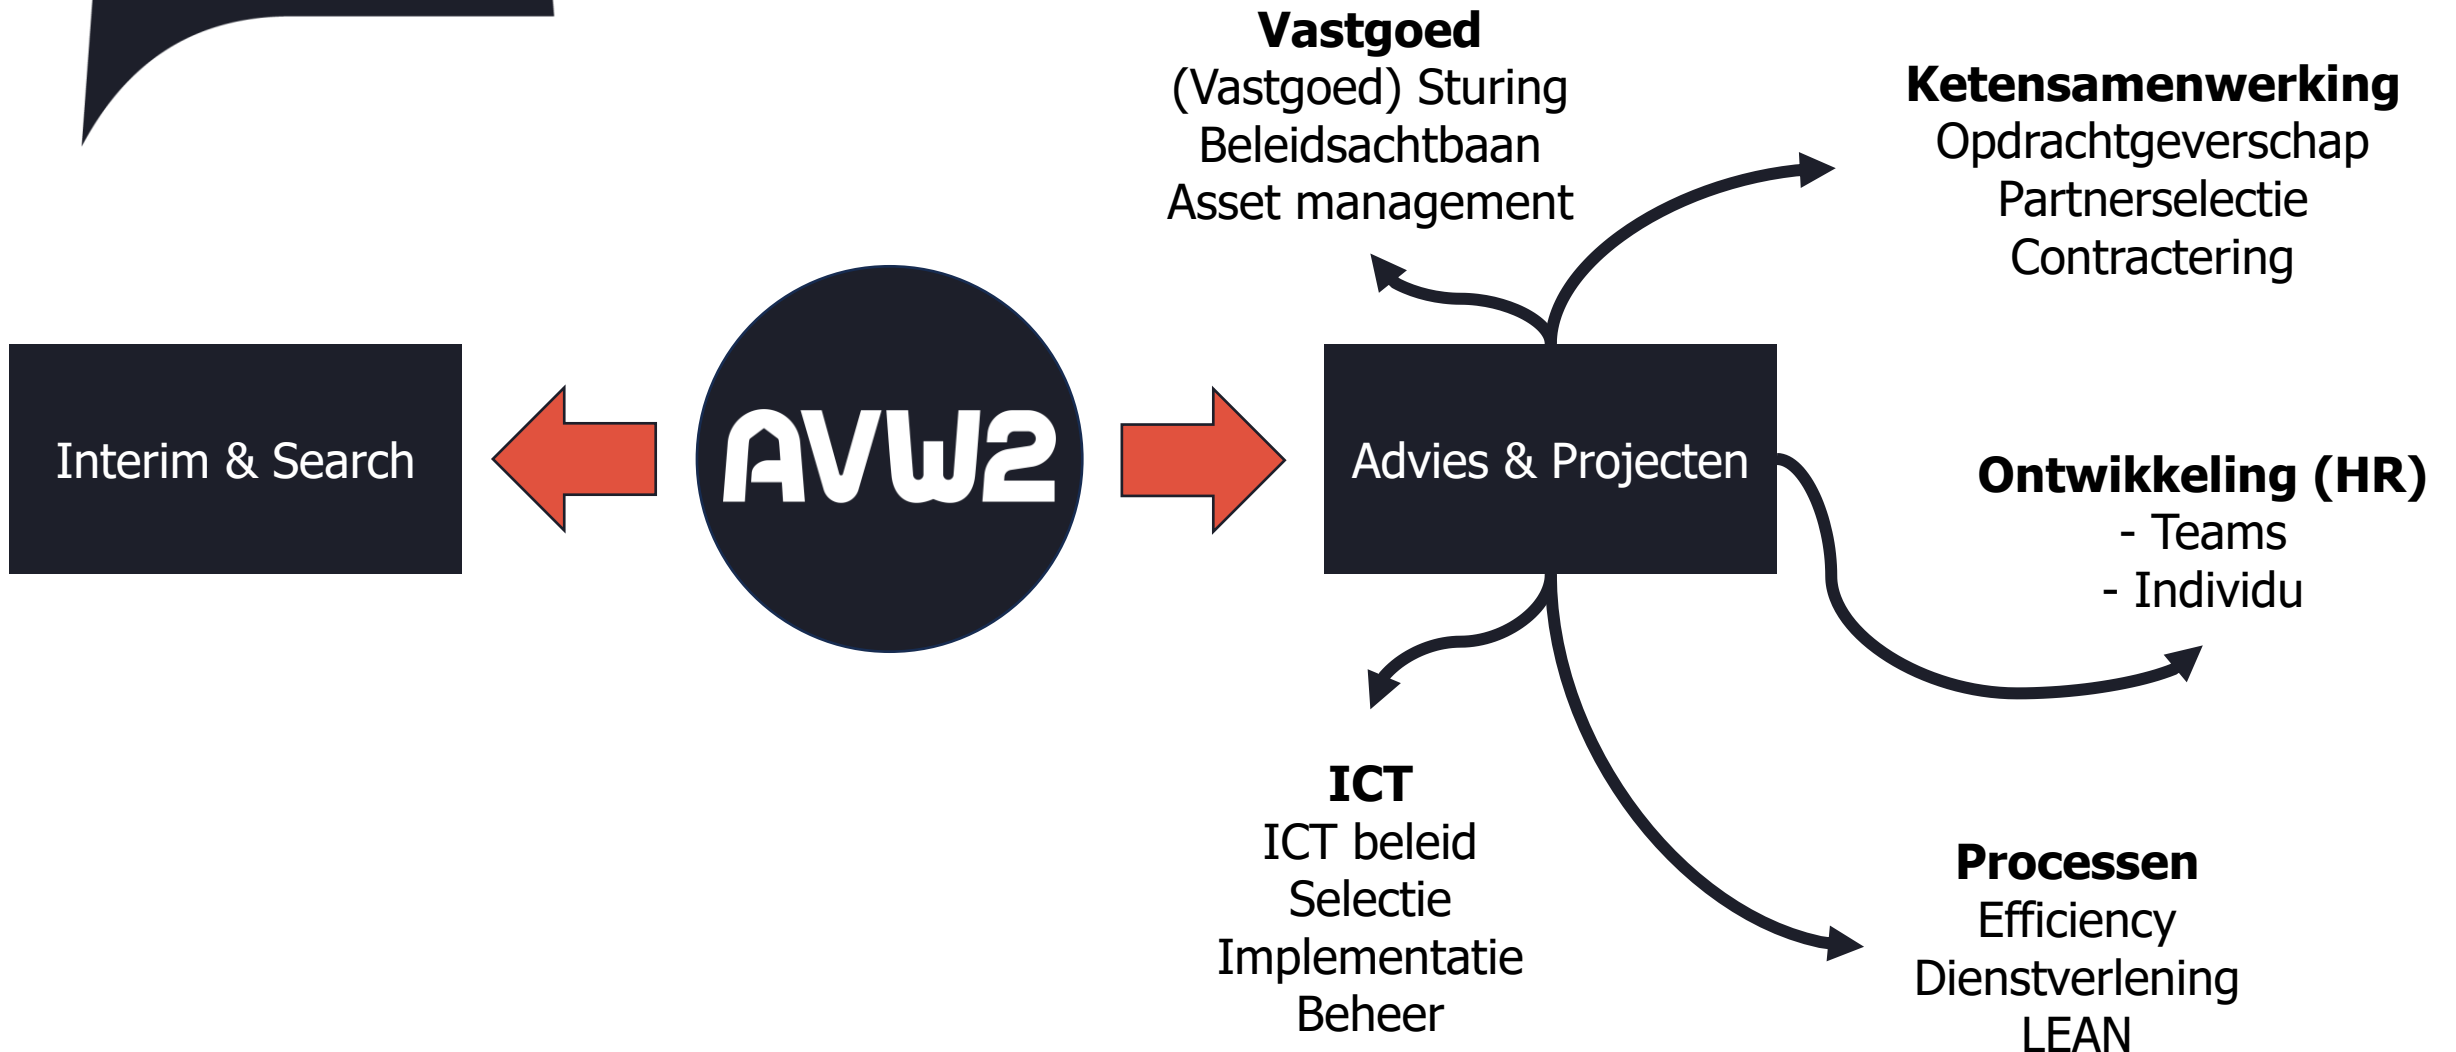 Vastgoed
(Vastgoed) Sturing
Beleidsachtbaan
Asset management
Ketensamenwerking
Opdrachtgeverschap
Partnerselectie
Contractering
Interim & Search
AVW2
Advies & Projecten
Ontwikkeling (HR)
- Teams
- Individu
ICT
ICT beleid
Selectie
Implementatie
Beheer
Processen
Efficiency
Dienstverlening
LEAN